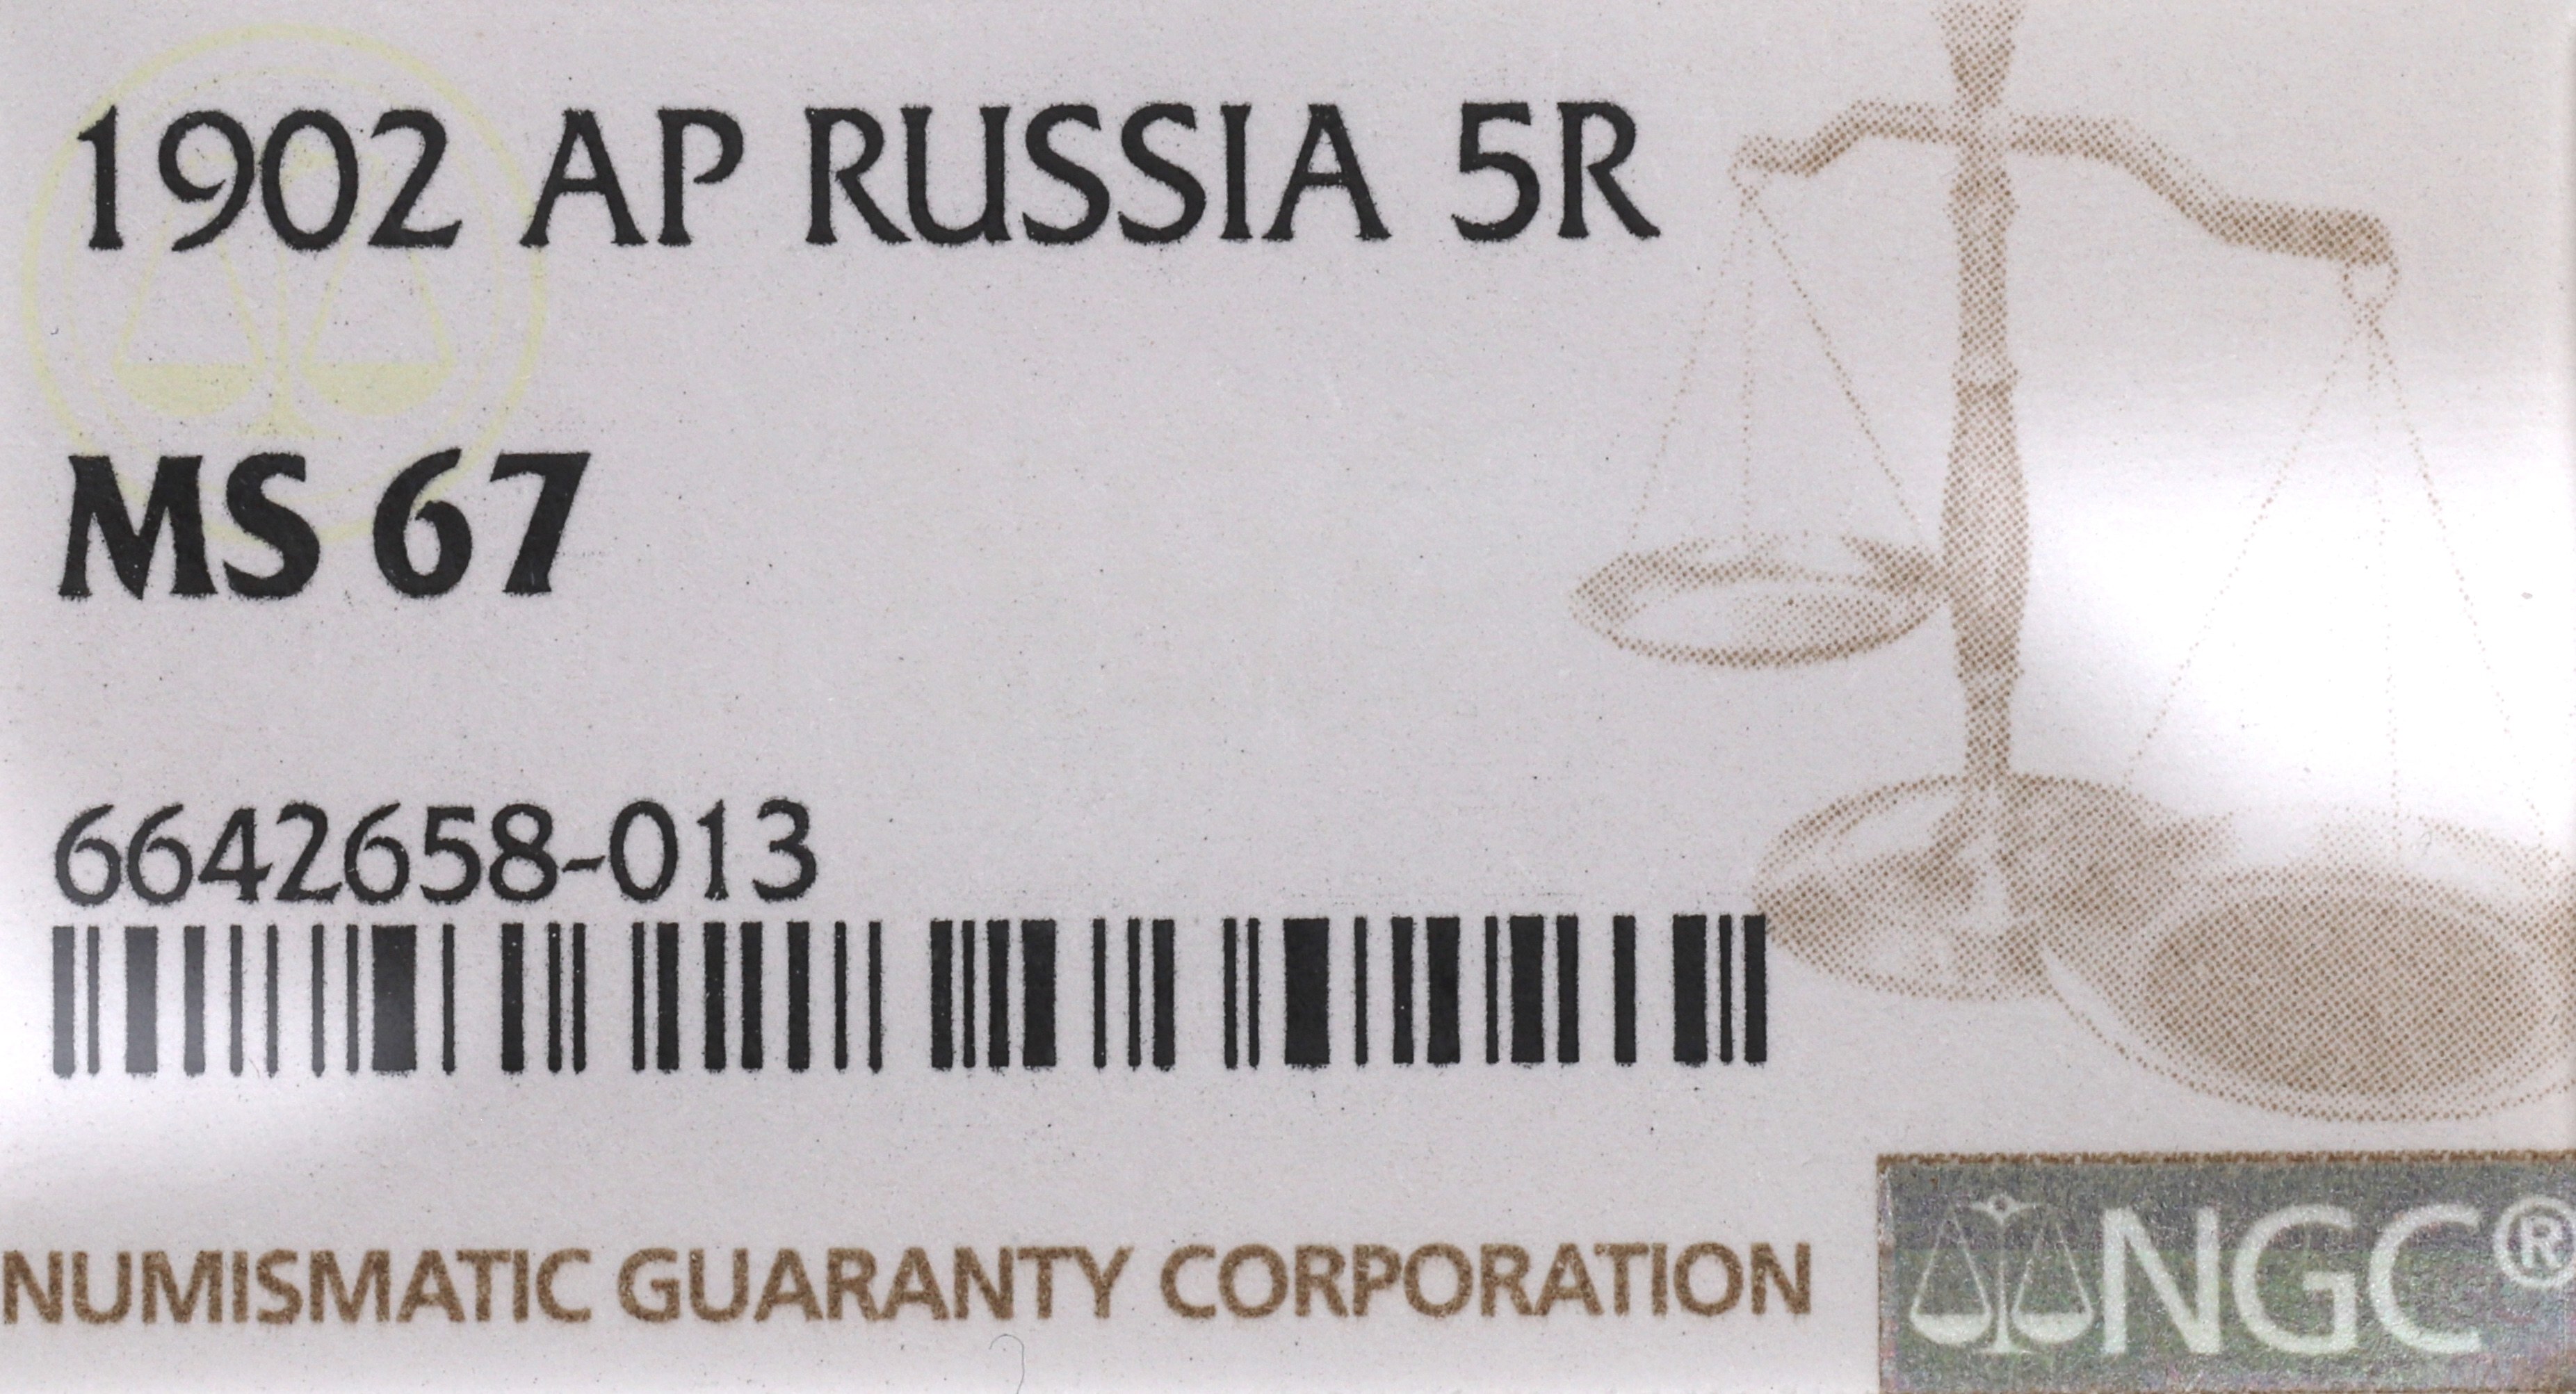 1902 AP RUSSIA 5R
MS 67
6642658-013
NUMISMATIC GUARANTY CORPORATION
NGC®